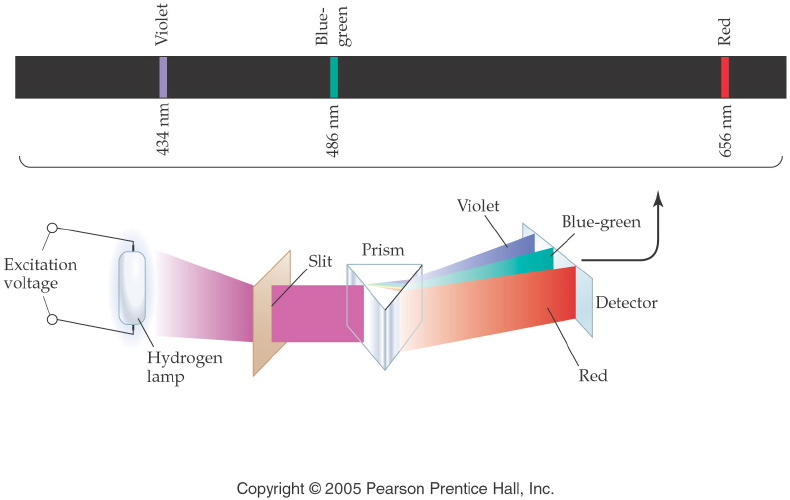 Violet
Blue-
green
Red
434 nm
486 nm
656 nm
Violet
Blue-green
Slit
Prism
Excitation
voltage
Detector
Hydrogen
lamp
Red
Copyright © 2005 Pearson Prentice Hall, Inc.